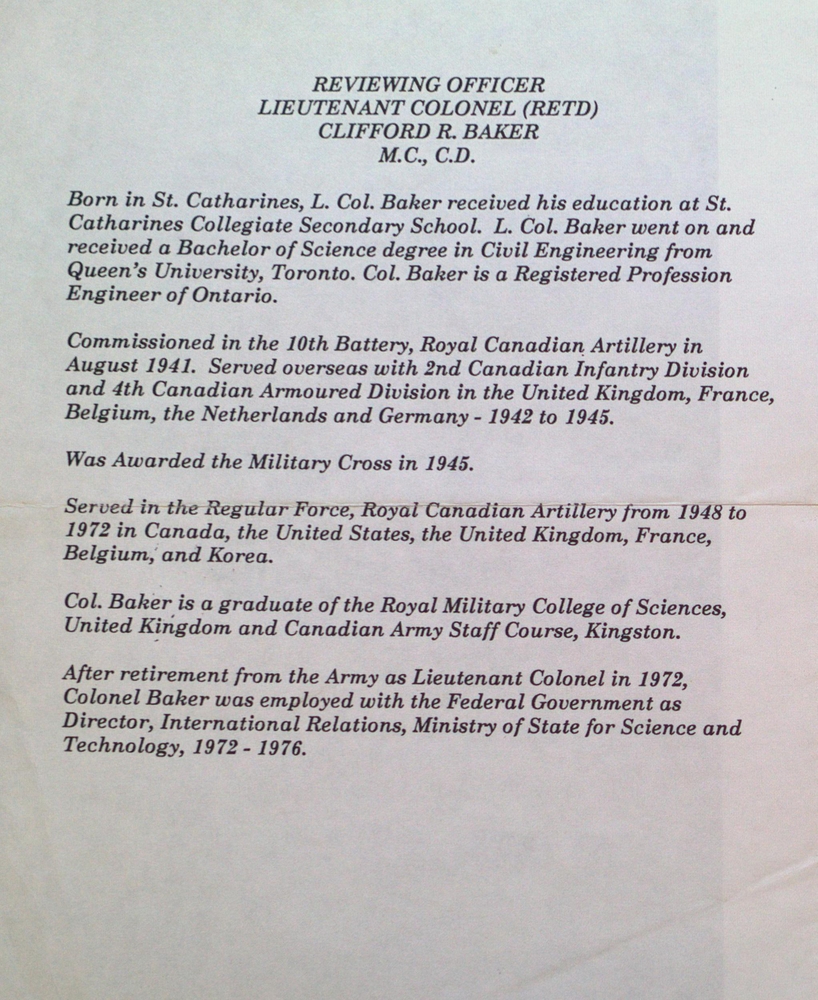 REVIEWING OFFICER
LIEUTENANT COLONEL (RETD)
CLIFFORD R. BAKER
M.C., C.D.
Born in St. Catharines, L. Col. Baker received his education at St.
Catharines Collegiate Secondary School. L. Col. Baker went on and
received a Bachelor of Science degree in Civil Engineering from
Queen's University, Toronto. Col. Baker is a Registered Profession
Engineer of Ontario.
Commissioned in the 10th Battery, Royal Canadian Artillery in
August 1941. Served overseas with 2nd Canadian Infantry Division
and 4th Canadian Armoured Division in the United Kingdom, France,
Belgium, the Netherlands and Germany - 1942 to 1945.
Was Awarded the Military Cross in 1945.
Served in the Regular Force, Royal Canadian Artillery from 1948 to
1972 in Canada, the United States, the United Kingdom, France,
Belgium, and Korea.
Col. Baker is a graduate of the Royal Military College of Sciences,
United Kingdom and Canadian Army Staff Course, Kingston.
After retirement from the Army as Lieutenant Colonel in 1972,
Colonel Baker was employed with the Federal Government as
Director, International Relations, Ministry of State for Science and
Technology, 1972 - 1976.